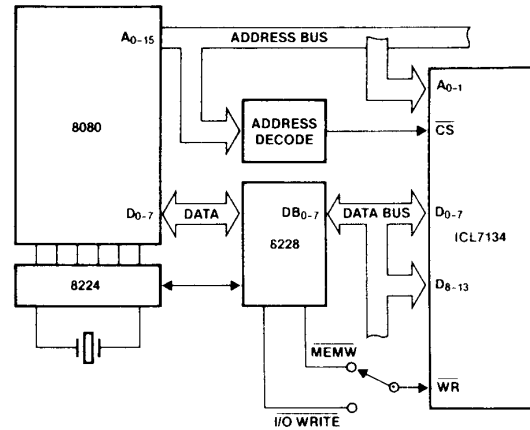 A0-15
ADDRESS BUS
A0-1
8080
ADDRESS
DECODE
CS
D0-7
DATA
DB0-7
DATA BUS
D0-7
ICL7134
8228
8224
D8-13
MEMW
WR
I/O WRITE